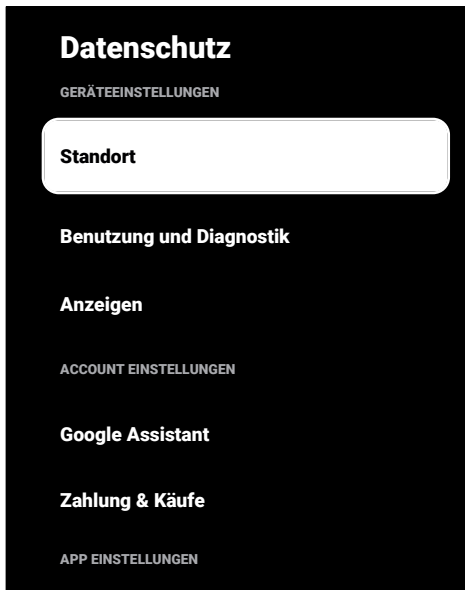 Datenschutz
GERÄTEEINSTELLUNGEN
Standort
Benutzung und Diagnostik
Anzeigen
ACCOUNT EINSTELLUNGEN
Google Assistant
Zahlung & Käufe
APP EINSTELLUNGEN